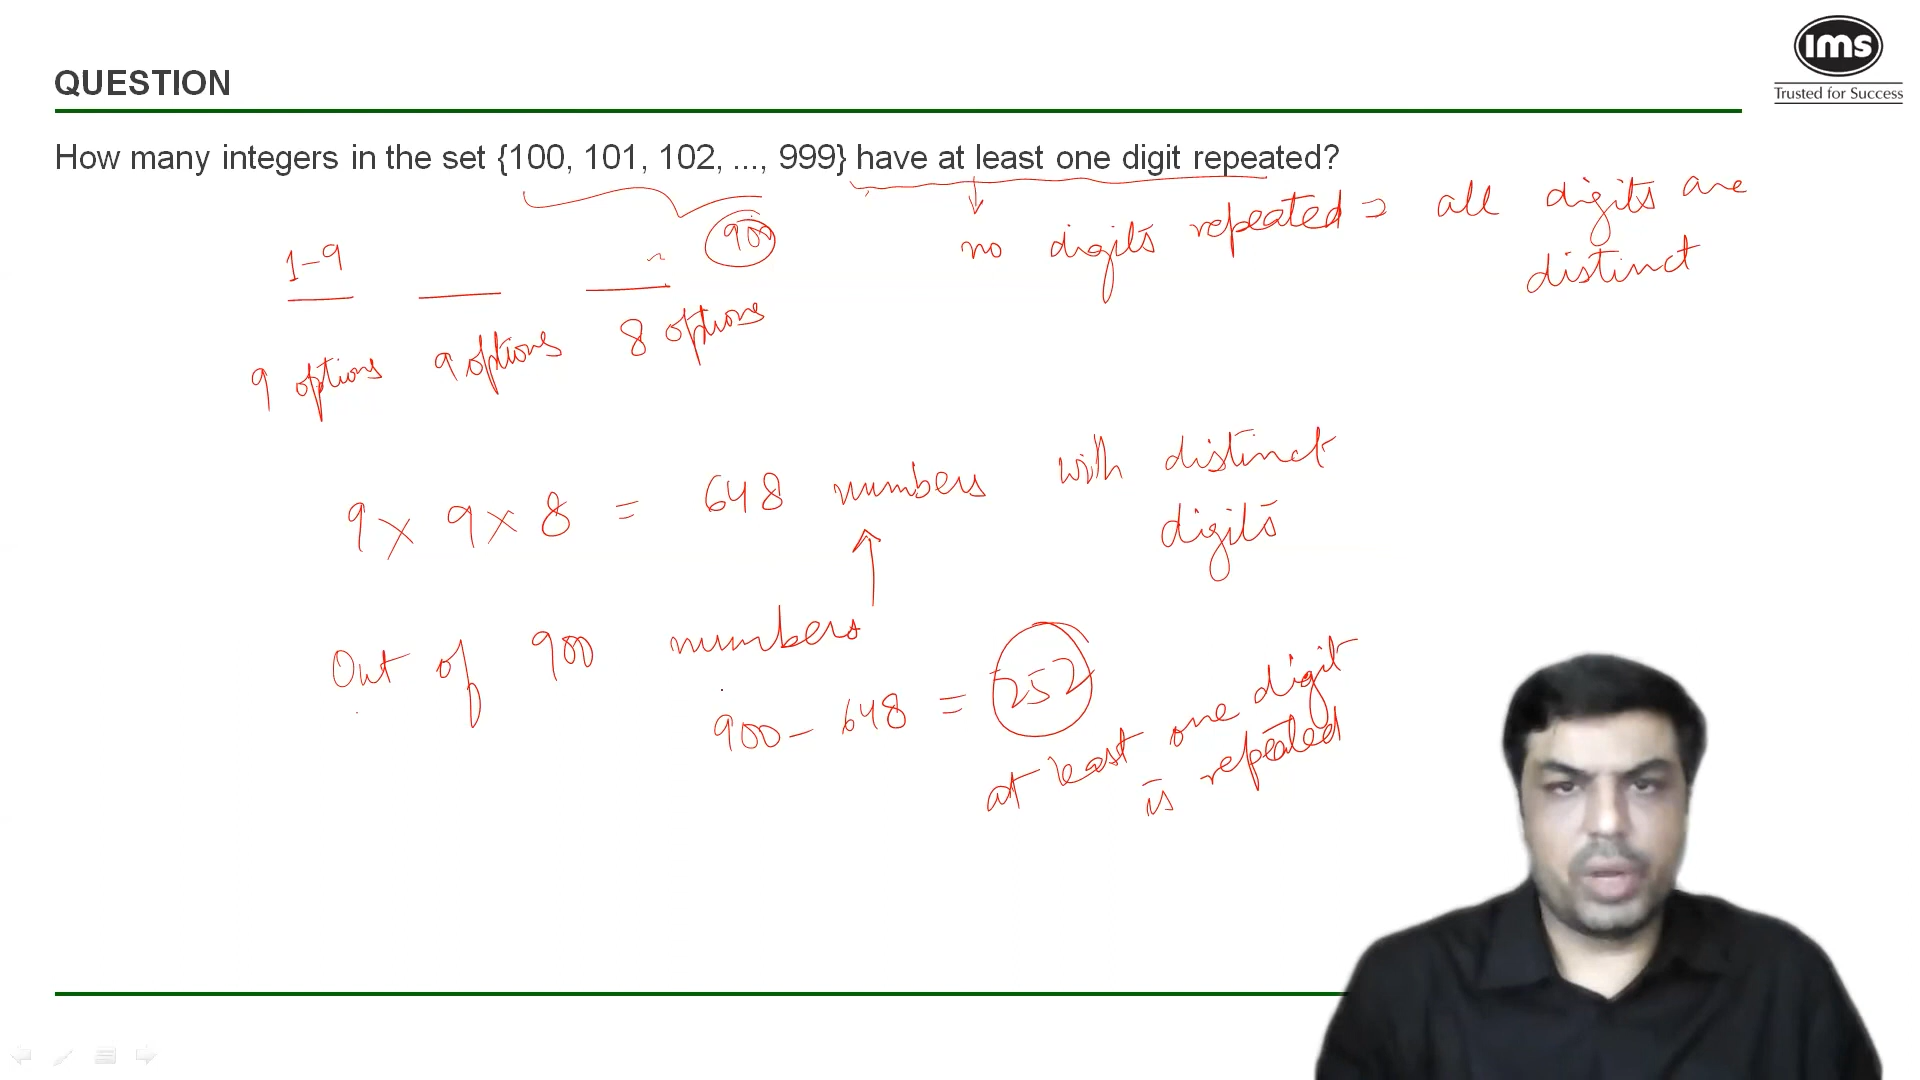 ims
Trusted for Success
QUESTION
How many integers in the set {100, 101, 102, ..., 999} have at least one digit repeated?
900
no digits repeated = all digits are
distinct
1-9
9 options 9 options 8 options
9 × 9 × 8 = 648 numbers with distinct
digits
Out of 900 numbers
900 - 648 = 252
at least one digit
is repeated